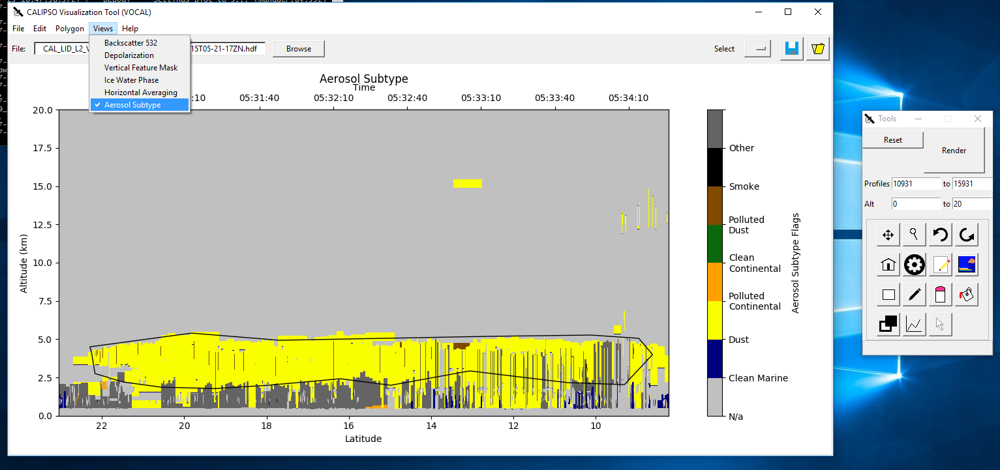 CALIPSO Visualization Tool (VOCAL)
File Edit Polygon Views Help
File: CAL_LID_L2_V 15T05-21-17ZN.hdf Browse Select
Backscatter 532
Depolarization
Vertical Feature Mask
Ice Water Phase
Horizontal Averaging
Aerosol Subtype
Aerosol Subtype
Time
:10 05:31:40 05:32:10 05:32:40 05:33:10 05:33:40 05:34:10
20.0
17.5
15.0
12.5
10.0
7.5
5.0
2.5
0.0
Altitude (km)
22 20 18 16 14 12 10
Latitude
Other
Smoke
Polluted
Dust
Clean
Continental
Polluted
Continental
Dust
Clean Marine
N/a
Aerosol Subtype Flags
Tools
Reset
Render
Profiles 10931 to 15931
Alt 0 to 20